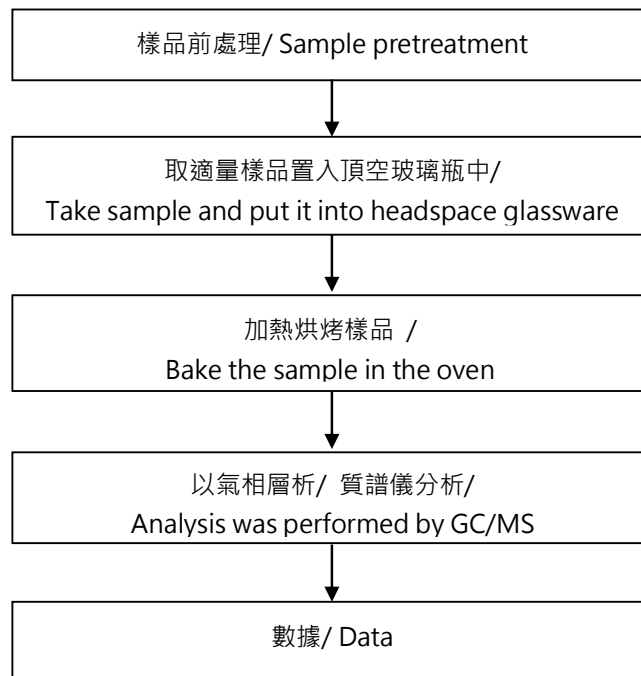 樣品前處理/ Sample pretreatment
取適量樣品置入頂空玻璃瓶中/
Take sample and put it into headspace glassware
加熱烘烤樣品 /
Bake the sample in the oven
以氣相層析/ 質譜儀分析/
Analysis was performed by GC/MS
數據/ Data